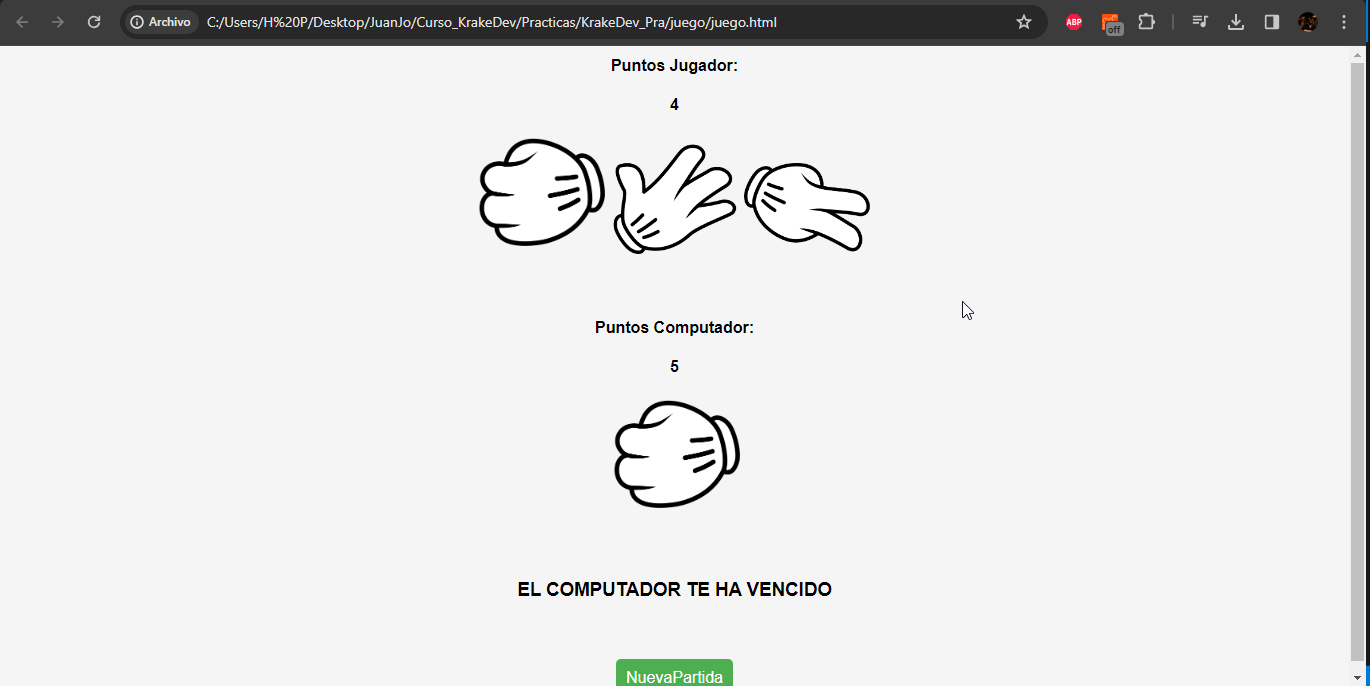 Archivo C:/Users/H%20P/Desktop/JuanJo/Curso_KrakeDev/Practicas/KrakeDev_Pra/juego/juego.html ABP off
Puntos Jugador:
4
Puntos Computador:
5
EL COMPUTADOR TE HA VENCIDO
NuevaPartida